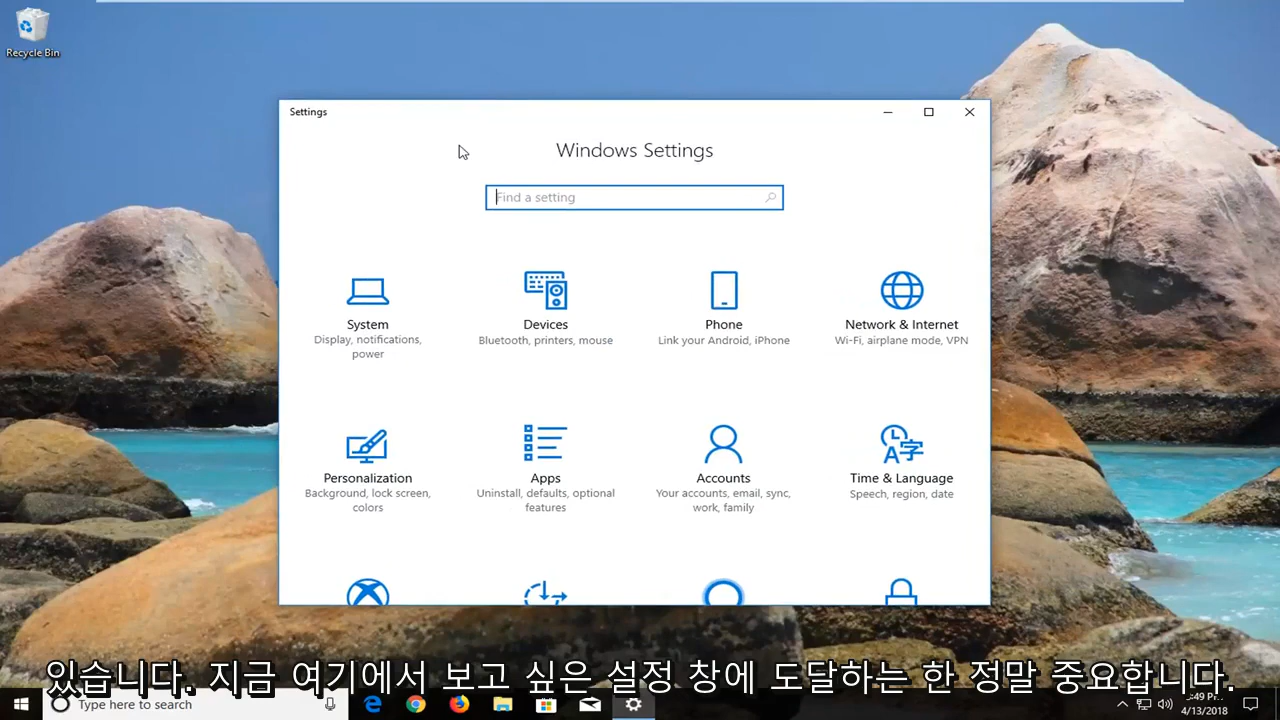 Recycle Bin
Settings
Windows Settings
Find a setting
System
Display, notifications,
power
Devices
Bluetooth, printers, mouse
Phone
Link your Android, iPhone
Network & Internet
Wi-Fi, airplane mode, VPN
Personalization
Background, lock screen,
colors
Apps
Uninstall, defaults, optional
features
Accounts
Your accounts, email, sync,
work, family
Time & Language
Speech, region, date
있습니다. 지금 여기에서 보고 싶은 설정 창에 도달하는 한 정말 중요합니다.
Type here to search
4/13/2018